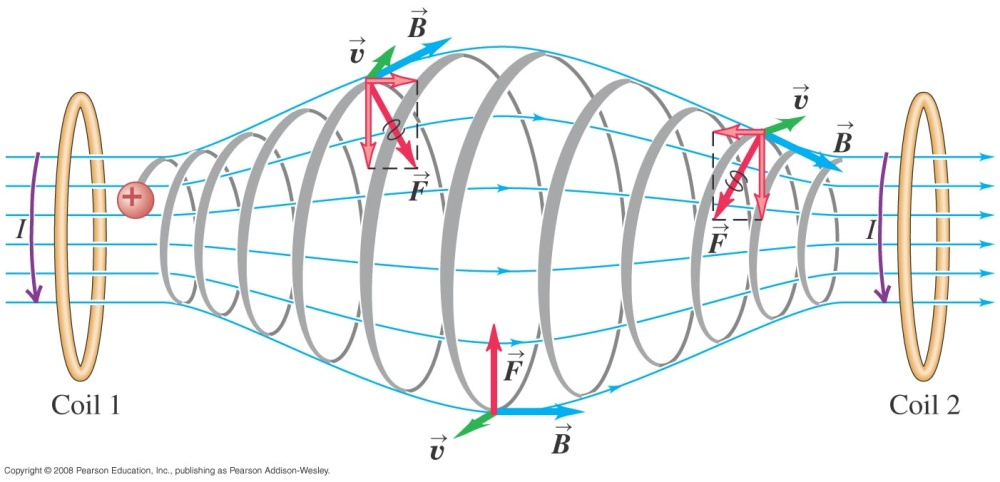 B
v
v
B
+
F
F
I
I
F
Coil 1
Coil 2
v
B
Copyright © 2008 Pearson Education, Inc., publishing as Pearson Addison-Wesley.